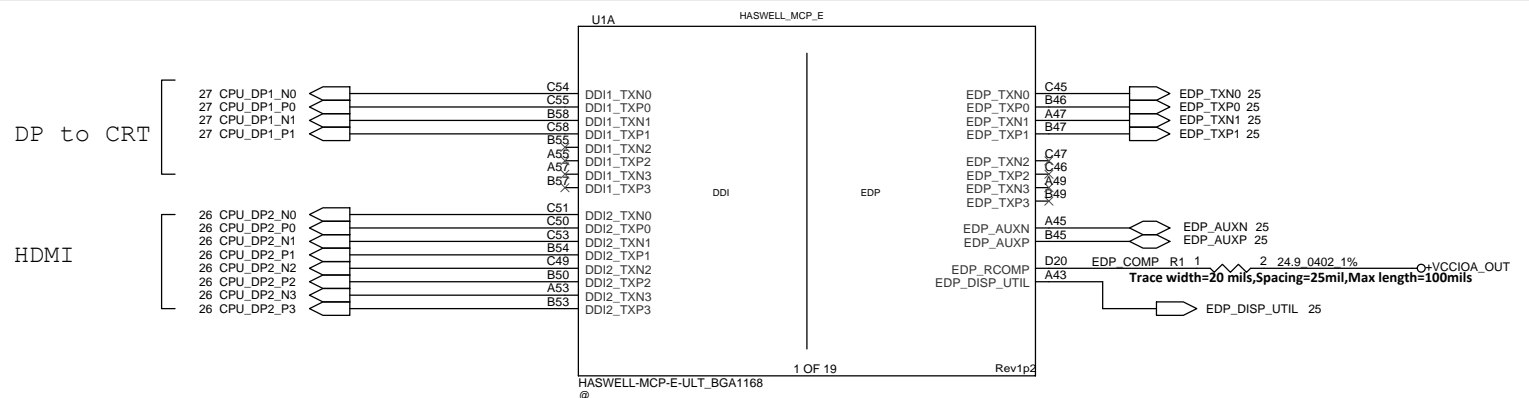 U1A
HASWELL_MCP_E
DP to CRT
27 CPU_DP1_N0
27 CPU_DP1_P0
27 CPU_DP1_N1
27 CPU_DP1_P1
C54
C55
B58
C58
B55
A55
A57
B57
DDI1_TXN0
DDI1_TXP0
DDI1_TXN1
DDI1_TXP1
DDI1_TXN2
DDI1_TXP2
DDI1_TXN3
DDI1_TXP3
HDMI
26 CPU_DP2_N0
26 CPU_DP2_P0
26 CPU_DP2_N1
26 CPU_DP2_P1
26 CPU_DP2_N2
26 CPU_DP2_P2
26 CPU_DP2_N3
26 CPU_DP2_P3
C51
C50
C53
B54
C49
B50
A53
B53
DDI2_TXN0
DDI2_TXP0
DDI2_TXN1
DDI2_TXP1
DDI2_TXN2
DDI2_TXP2
DDI2_TXN3
DDI2_TXP3
DDI
EDP
EDP_TXN0
EDP_TXP0
EDP_TXN1
EDP_TXP1
EDP_TXN2
EDP_TXP2
EDP_TXN3
EDP_TXP3
EDP_AUXN
EDP_AUXP
EDP_RCOMP
EDP_DISP_UTIL
C45
B46
A47
B47
C47
C46
A49
B49
A45
B45
D20
A43
EDP_TXN0 25
EDP_TXP0 25
EDP_TXN1 25
EDP_TXP1 25
EDP_AUXN 25
EDP_AUXP 25
EDP_COMP R1 1 2 24.9_0402_1% +VCCIOA_OUT
Trace width=20 mils,Spacing=25mil,Max length=100mils
EDP_DISP_UTIL 25
1 OF 19
Rev1p2
HASWELL-MCP-E-ULT_BGA1168
@